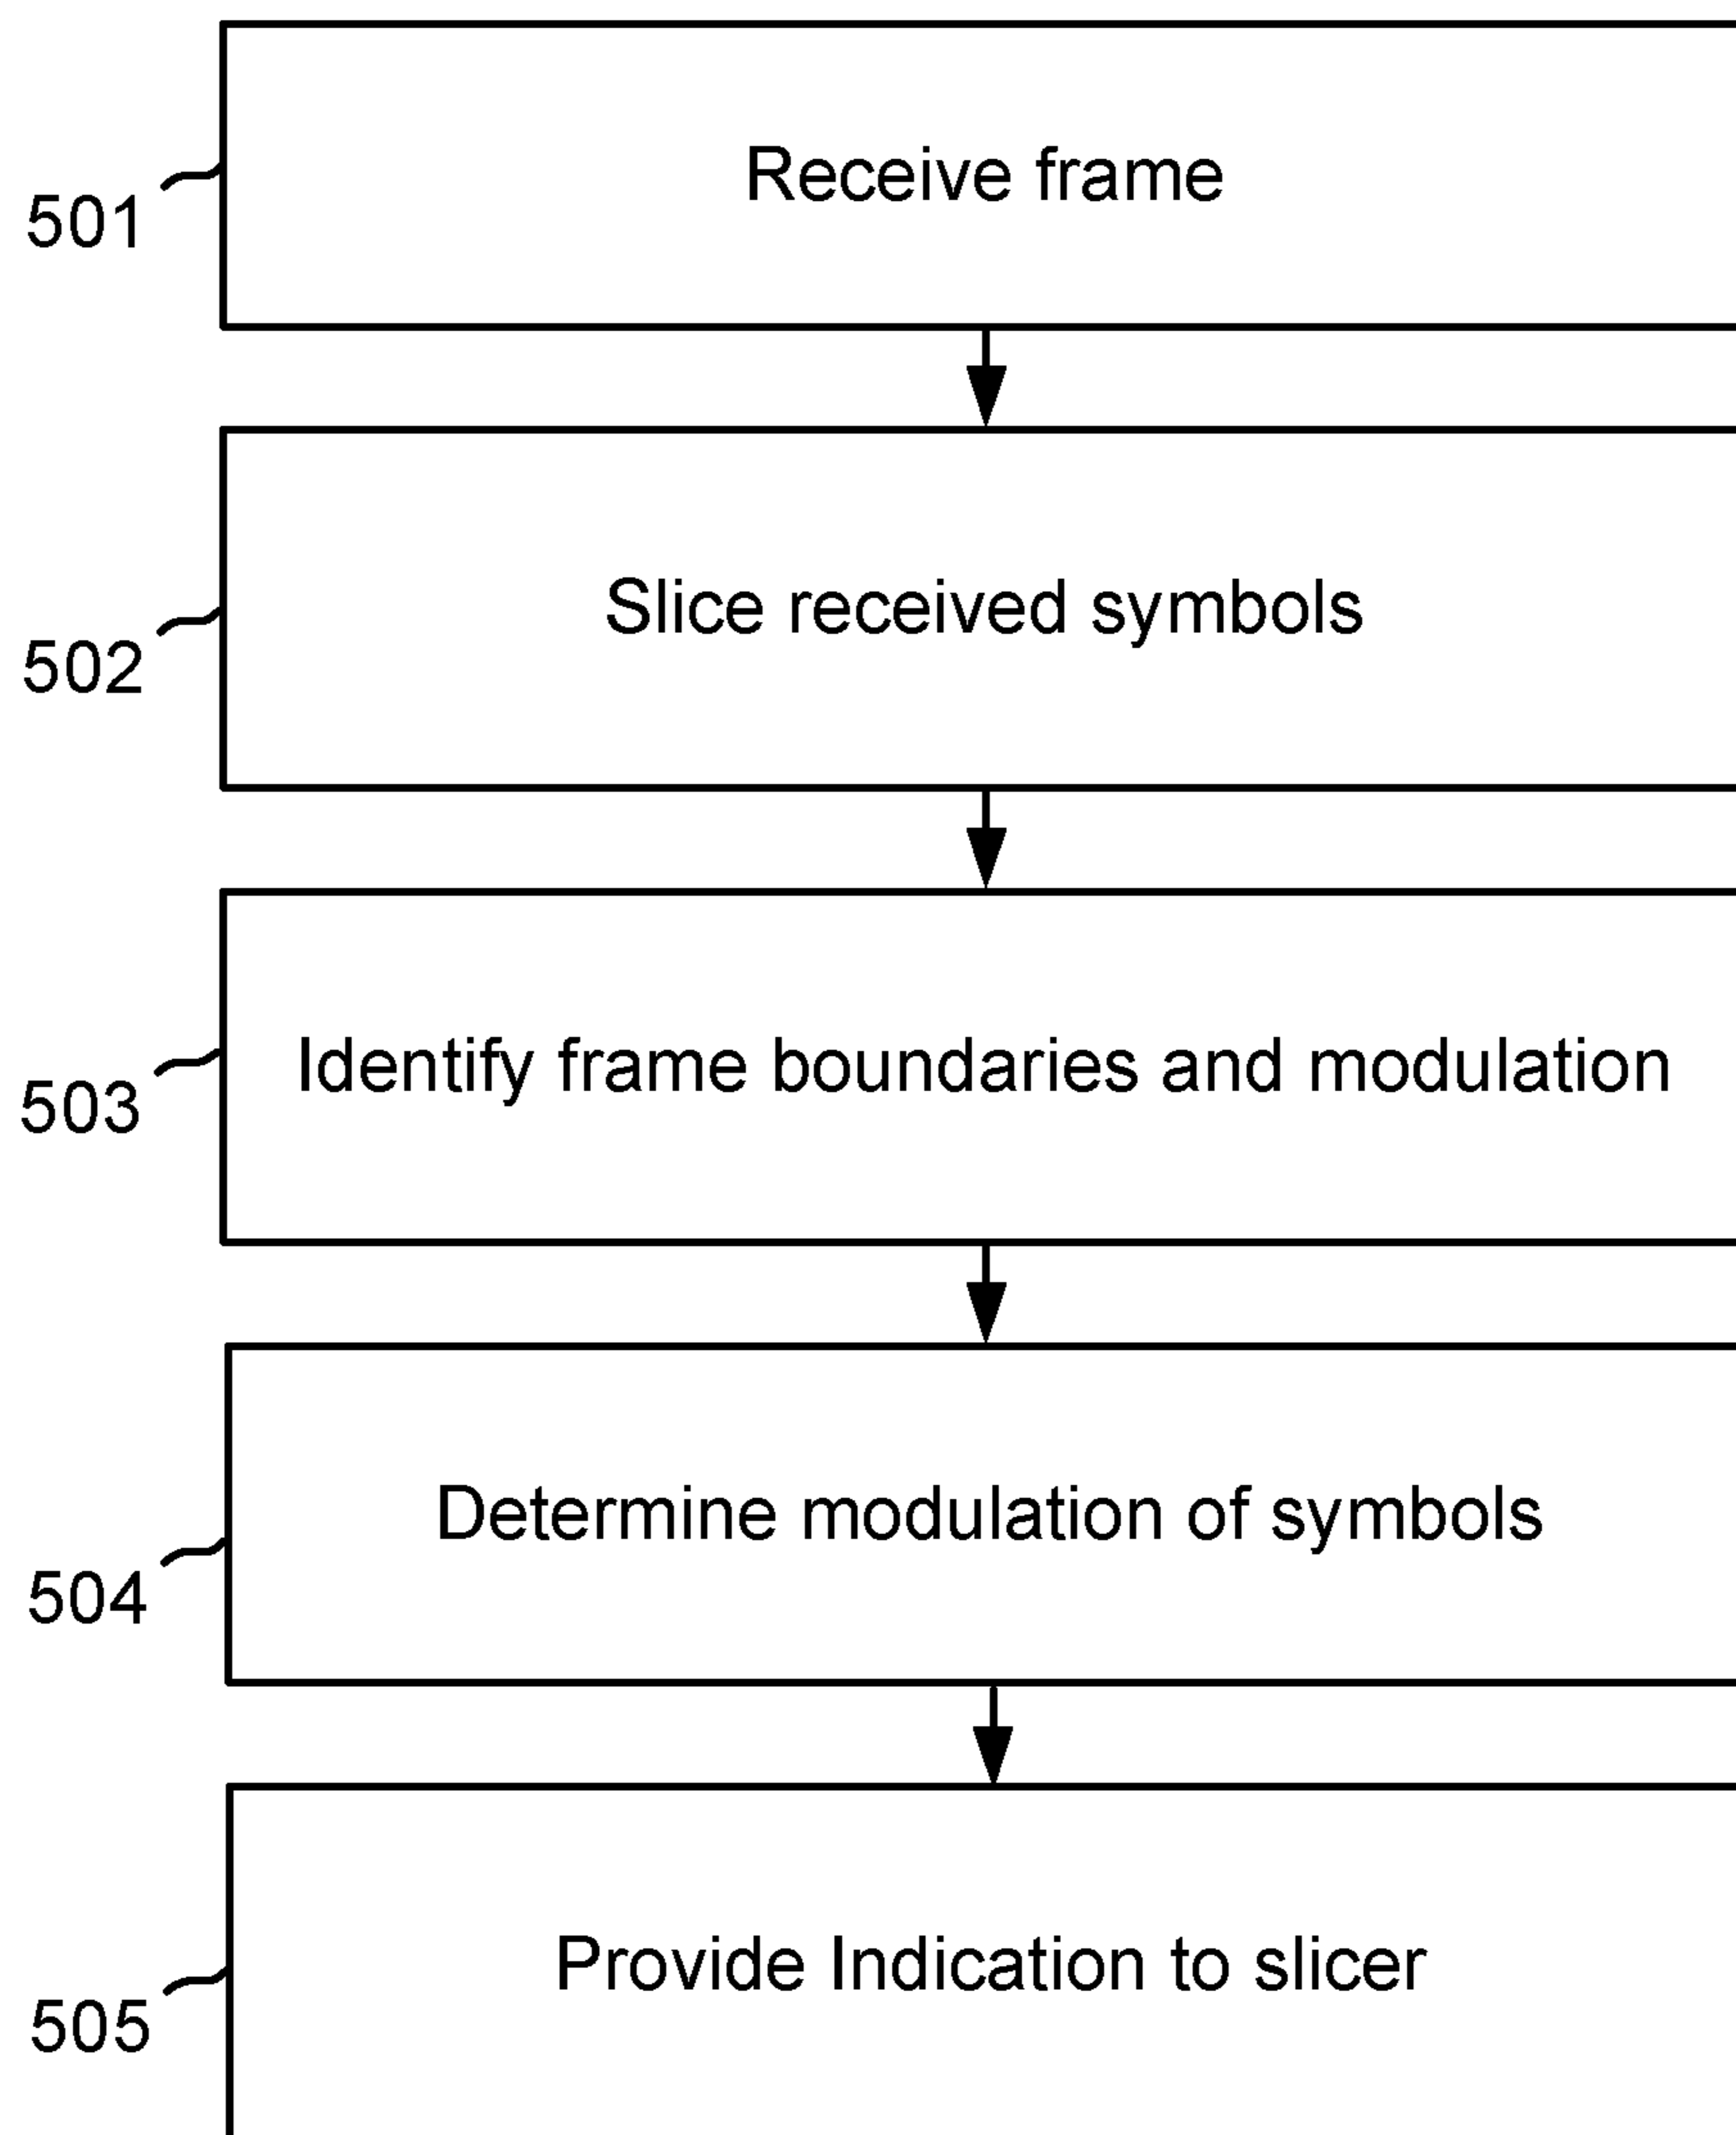 Receive frame
501
Slice received symbols
502
Identify frame boundaries and modulation
503
Determine modulation of symbols
504
Provide Indication to slicer
505